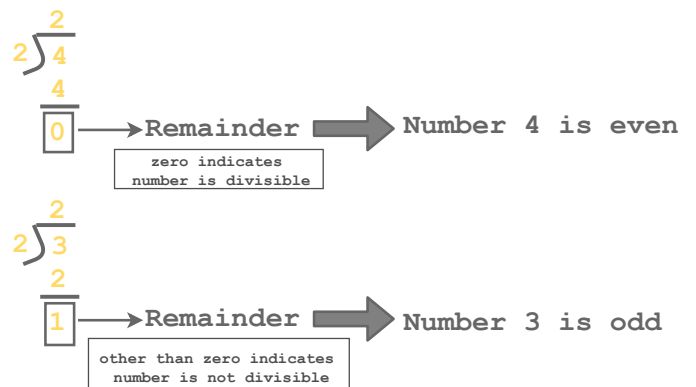 2
2 4
4
0 Remainder Number 4 is even
zero indicates
number is divisible
2
2 3
2
1 Remainder Number 3 is odd
other than zero indicates
number is not divisible